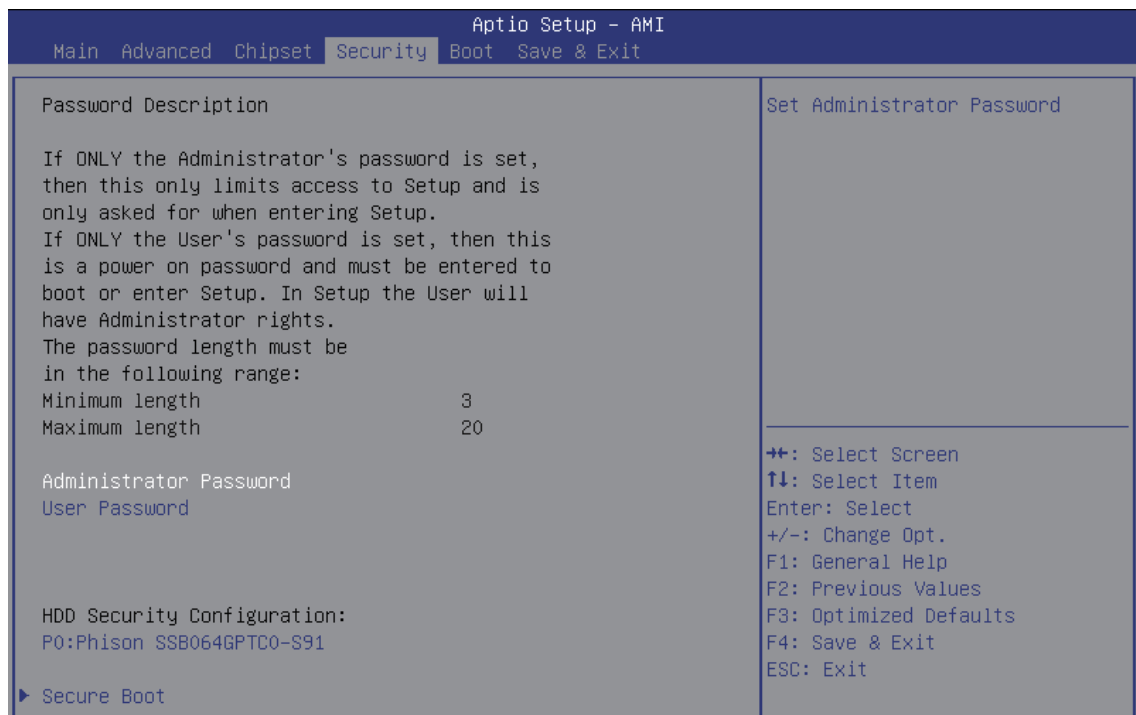 Aptio Setup – AMI
Main Advanced Chipset Security Boot Save & Exit
Password Description
If ONLY the Administrator's password is set,
then this only limits access to Setup and is
only asked for when entering Setup.
If ONLY the User's password is set, then this
is a power on password and must be entered to
boot or enter Setup. In Setup the User will
have Administrator rights.
The password length must be
in the following range:
Minimum length 3
Maximum length 20
Administrator Password
User Password
HDD Security Configuration:
P0:Phison SSB064GPTC0-S91
▶ Secure Boot
Set Administrator Password
→←: Select Screen
↑↓: Select Item
Enter: Select
+/-: Change Opt.
F1: General Help
F2: Previous Values
F3: Optimized Defaults
F4: Save & Exit
ESC: Exit